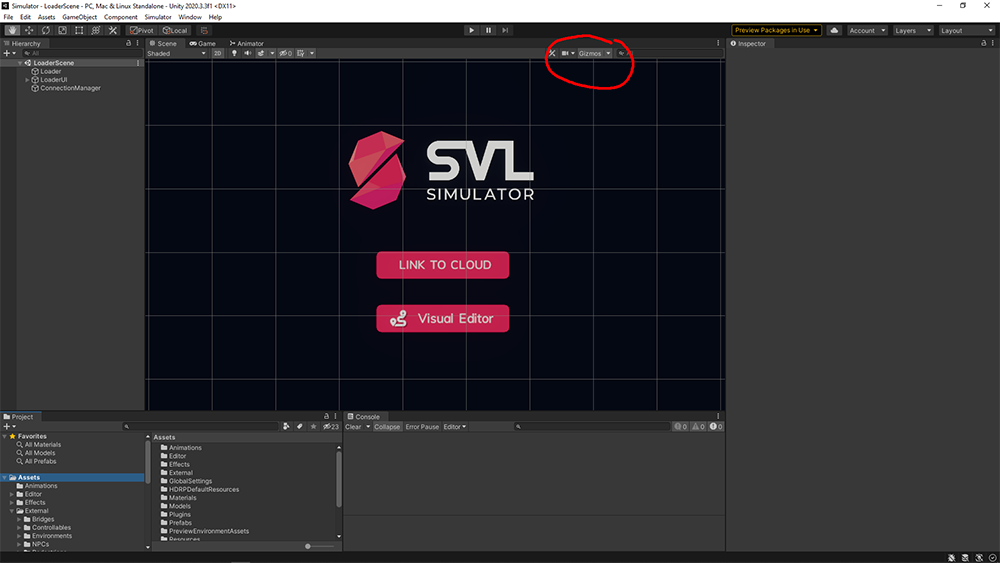 Simulator - LoaderScene - PC, Mac & Linux Standalone - Unity 2020.3.3f1 <DX11>
File Edit Assets GameObject Component Simulator Window Help
Pivot Local Preview Packages in Use Account Layers Layout
Hierarchy Scene Game Animator Inspector
All Shaded 2D 0 Gizmos
LoaderScene
Loader
LoaderUI
ConnectionManager
SVL
SIMULATOR
LINK TO CLOUD
Visual Editor
Project Console
23 Clear Collapse Error Pause Editor 0 0 0
Favorites
All Materials
All Models
All Prefabs
Assets
Animations
Editor
Effects
External
Bridges
Controllables
Environments
NPCs
Assets
Animations
Editor
Effects
External
GlobalSettings
HDRPDefaultResources
Materials
Models
Plugins
Prefabs
PreviewEnvironmentAssets
Resources